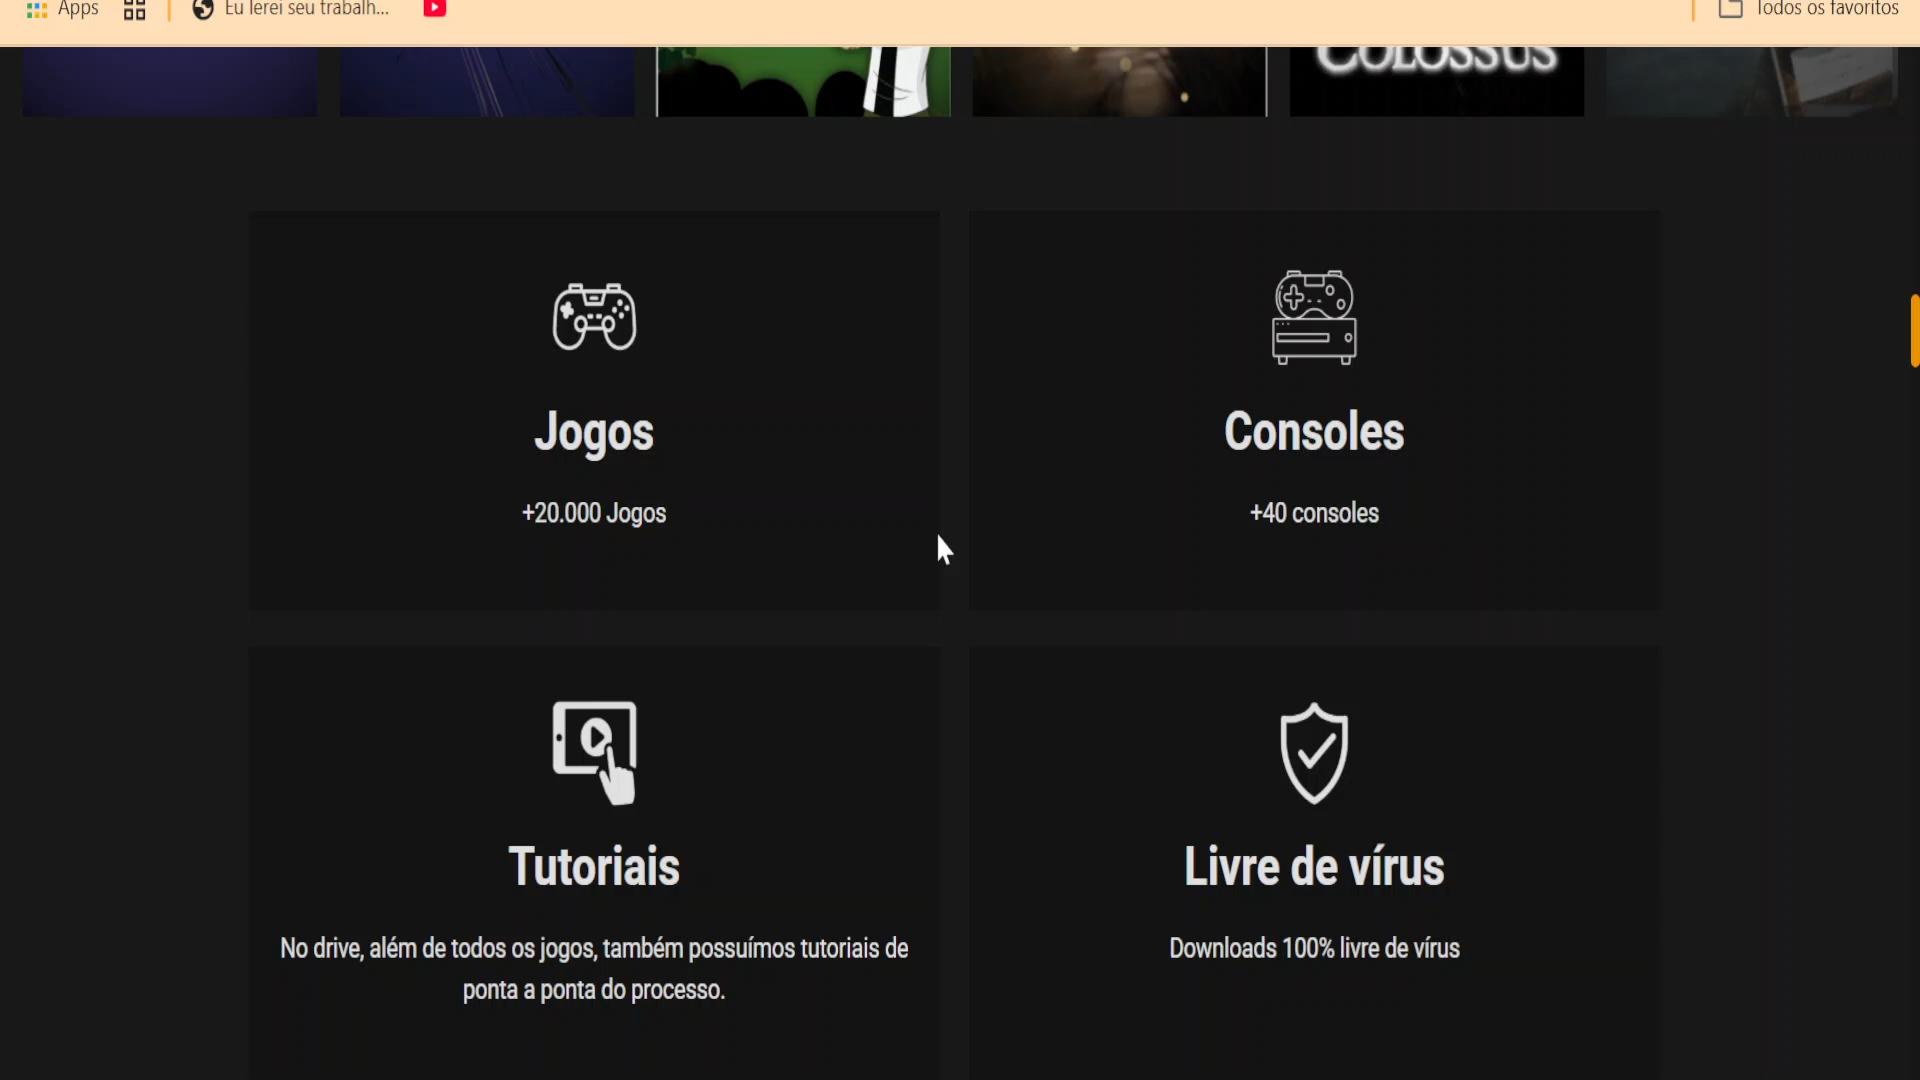 Apps Eu lerei seu trabalh... Todos os favoritos
COLOSSUS
Jogos
+20.000 Jogos
Consoles
+40 consoles
Tutoriais
No drive, além de todos os jogos, também possuímos tutoriais de
ponta a ponta do processo.
Livre de vírus
Downloads 100% livre de vírus